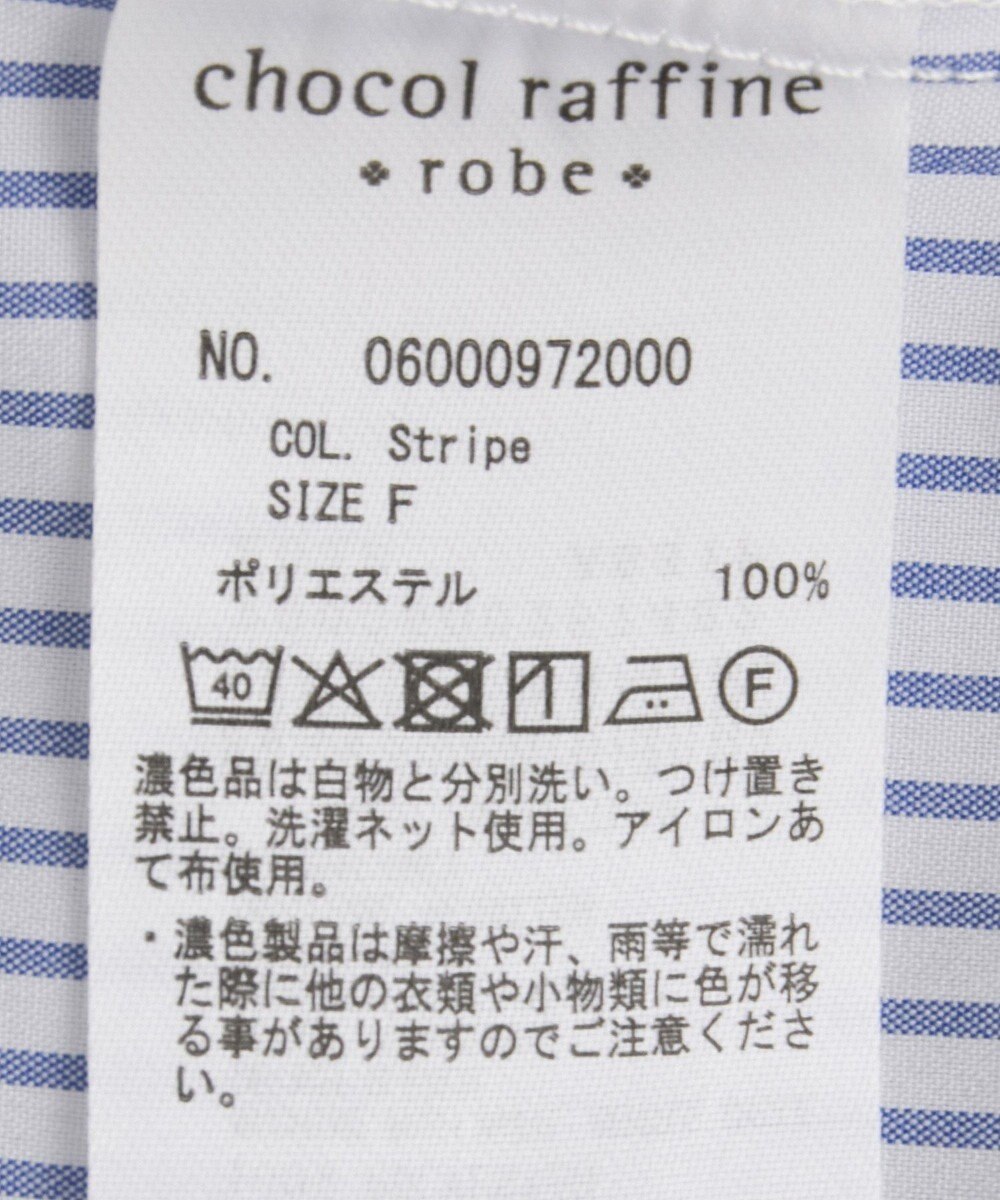 chocol raffine
robe
NO. 06000972000
COL. Stripe
SIZE F
ポリエステル 100%
40
F
濃色品は白物と分別洗い。つけ置き
禁止。洗濯ネット使用。アイロンあ
て布使用。
・濃色製品は摩擦や汗、雨等で濡れ
た際に他の衣類や小物類に色が移
る事がありますのでご注意くださ
い。